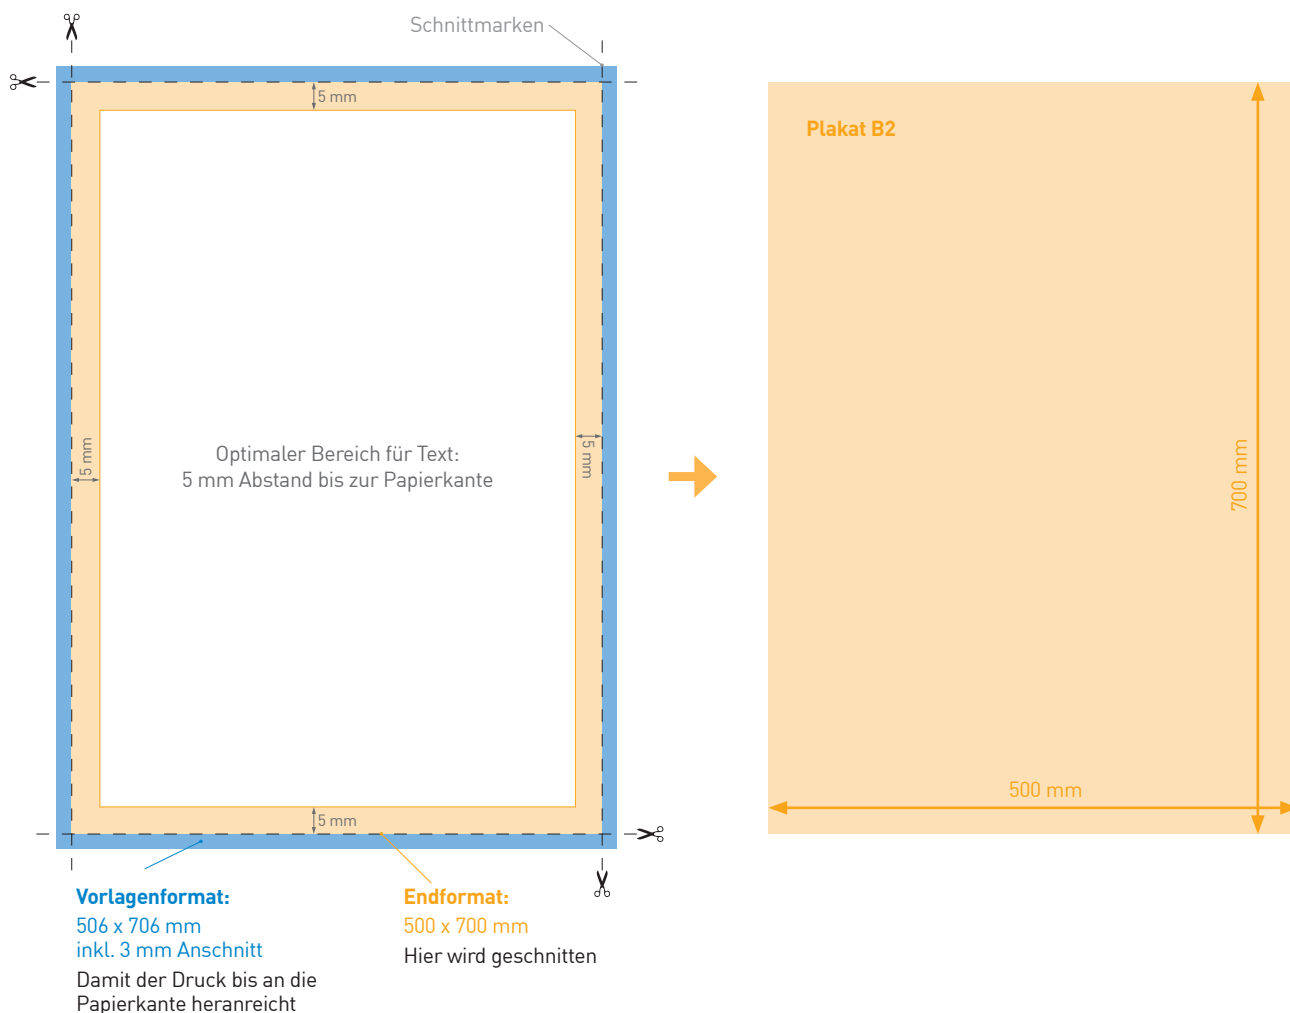 Schnittmarken
5 mm
Plakat B2
5 mm
Optimaler Bereich für Text:
5 mm Abstand bis zur Papierkante
5 mm
700 mm
500 mm
5 mm
Vorlagenformat:
506 x 706 mm
inkl. 3 mm Anschnitt
Damit der Druck bis an die
Papierkante heranreicht
Endformat:
500 x 700 mm
Hier wird geschnitten